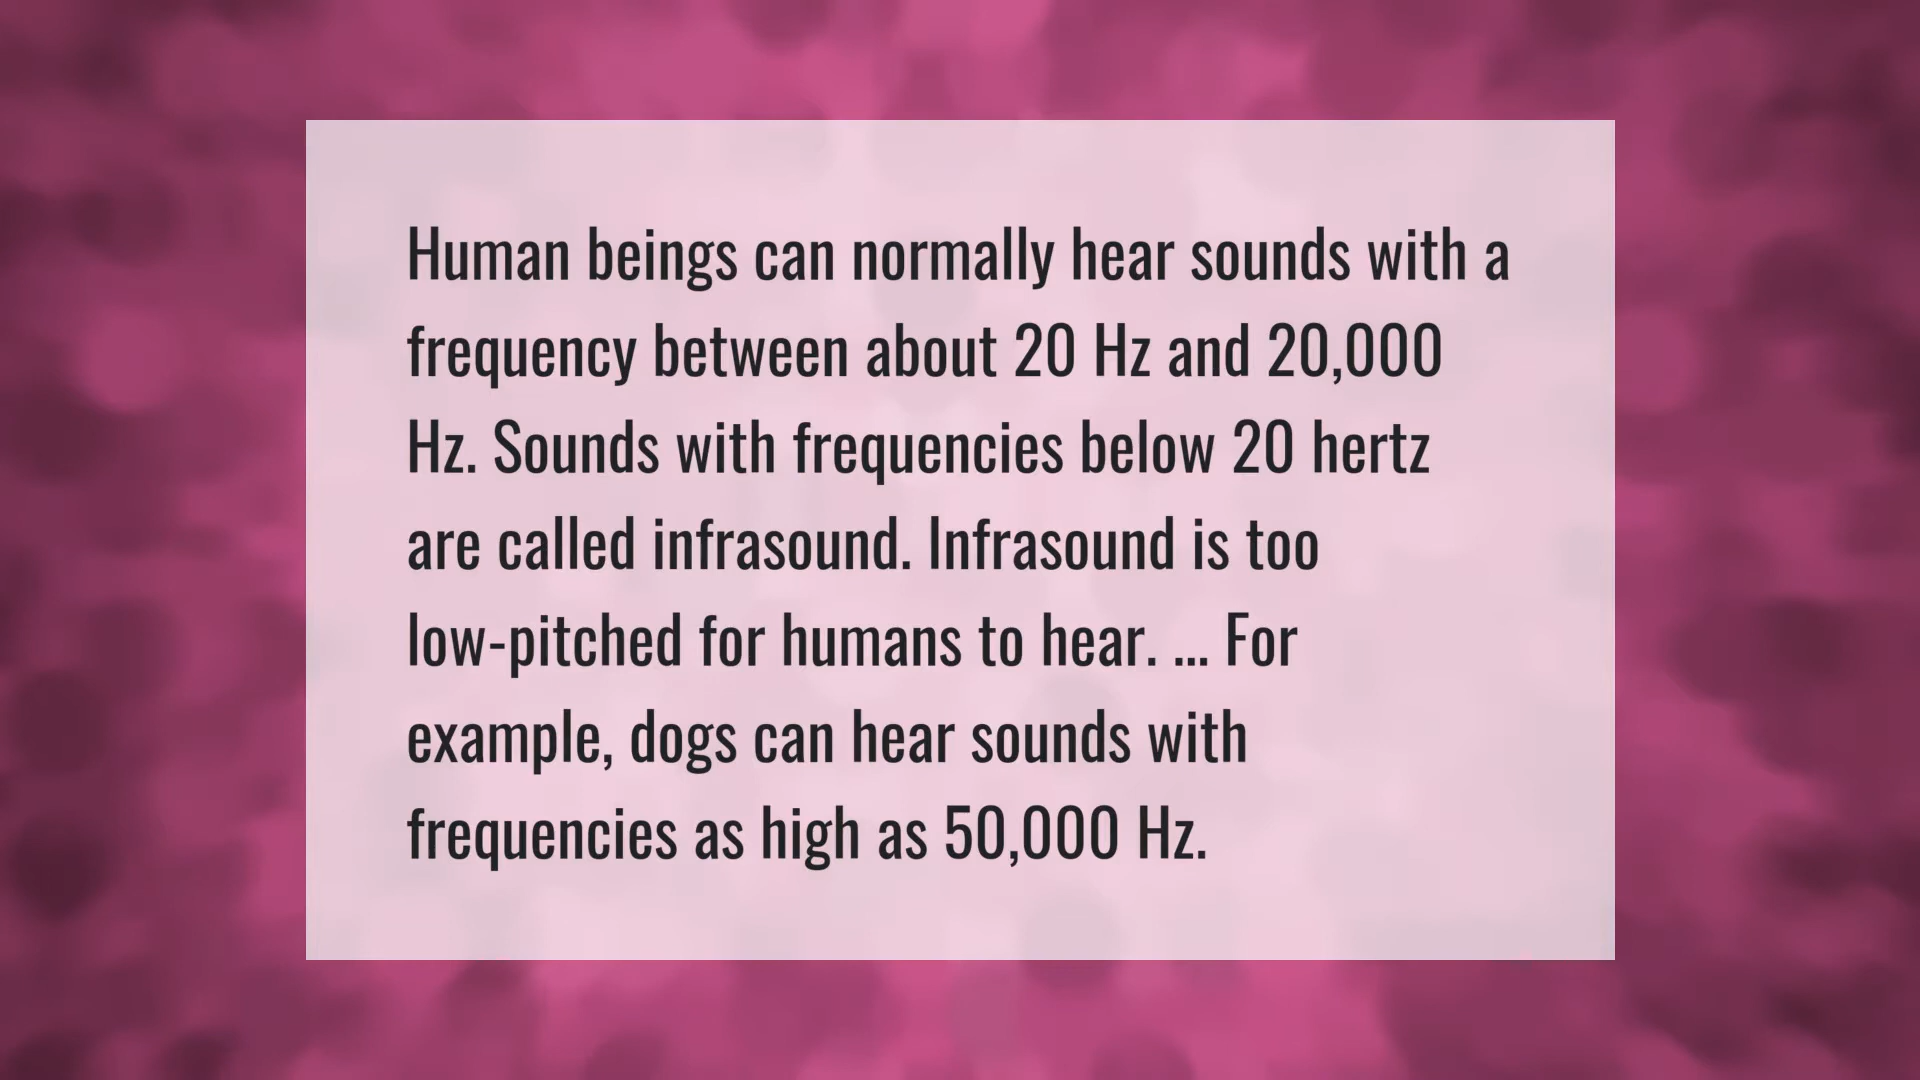 Human beings can normally hear sounds with a
frequency between about 20 Hz and 20,000
Hz. Sounds with frequencies below 20 hertz
are called infrasound. Infrasound is too
low-pitched for humans to hear. ... For
example, dogs can hear sounds with
frequencies as high as 50,000 Hz.